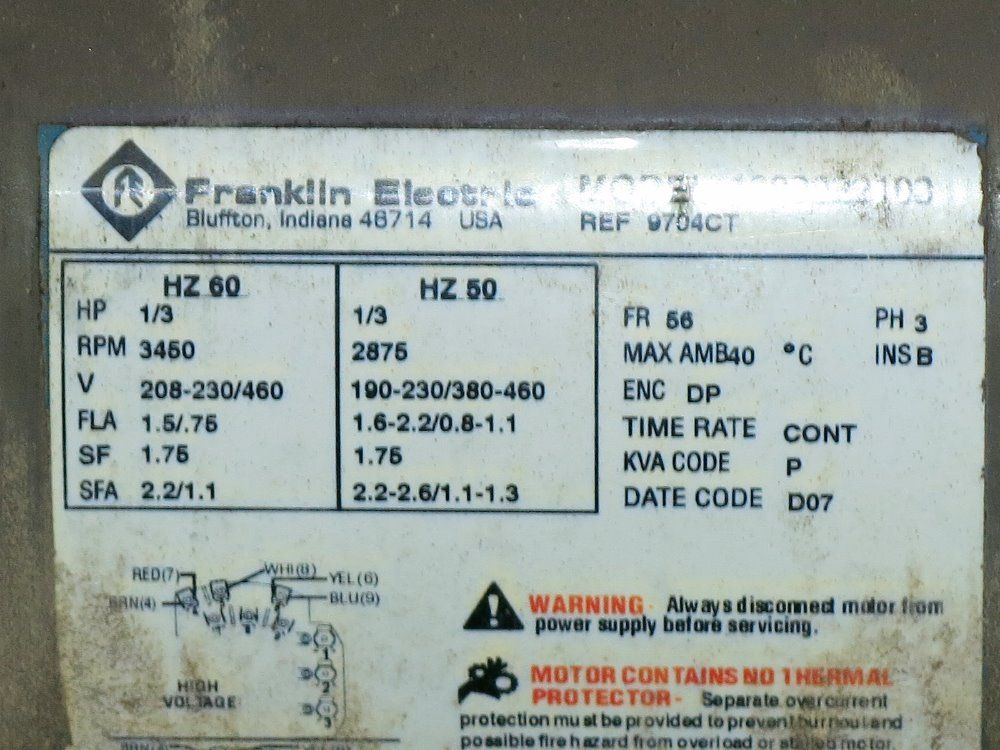 Franklin Electric MODEL
Bluffton, Indiana 46714 USA REF 9704CT
HZ 60 HZ 50
HP 1/3 1/3 FR 56 PH 3
RPM 3450 2875 MAX AMB40 °C INS B
V 208-230/460 190-230/380-460 ENC DP
FLA 1.5/.75 1.6-2.2/0.8-1.1 TIME RATE CONT
SF 1.75 1.75 KVA CODE P
SFA 2.2/1.1 2.2-2.6/1.1-1.3 DATE CODE D07
RED(7) WHI(8) YEL(6)
BRN(4) BLU(9)
1
2
3
HIGH
VOLTAGE
WARNING Always disconnect motor from
power supply before servicing.
MOTOR CONTAINS NO THERMAL
PROTECTOR- Separate overcurrent
protection must be provided to prevent burnout and
possible fire hazard from overload or stalled motor.